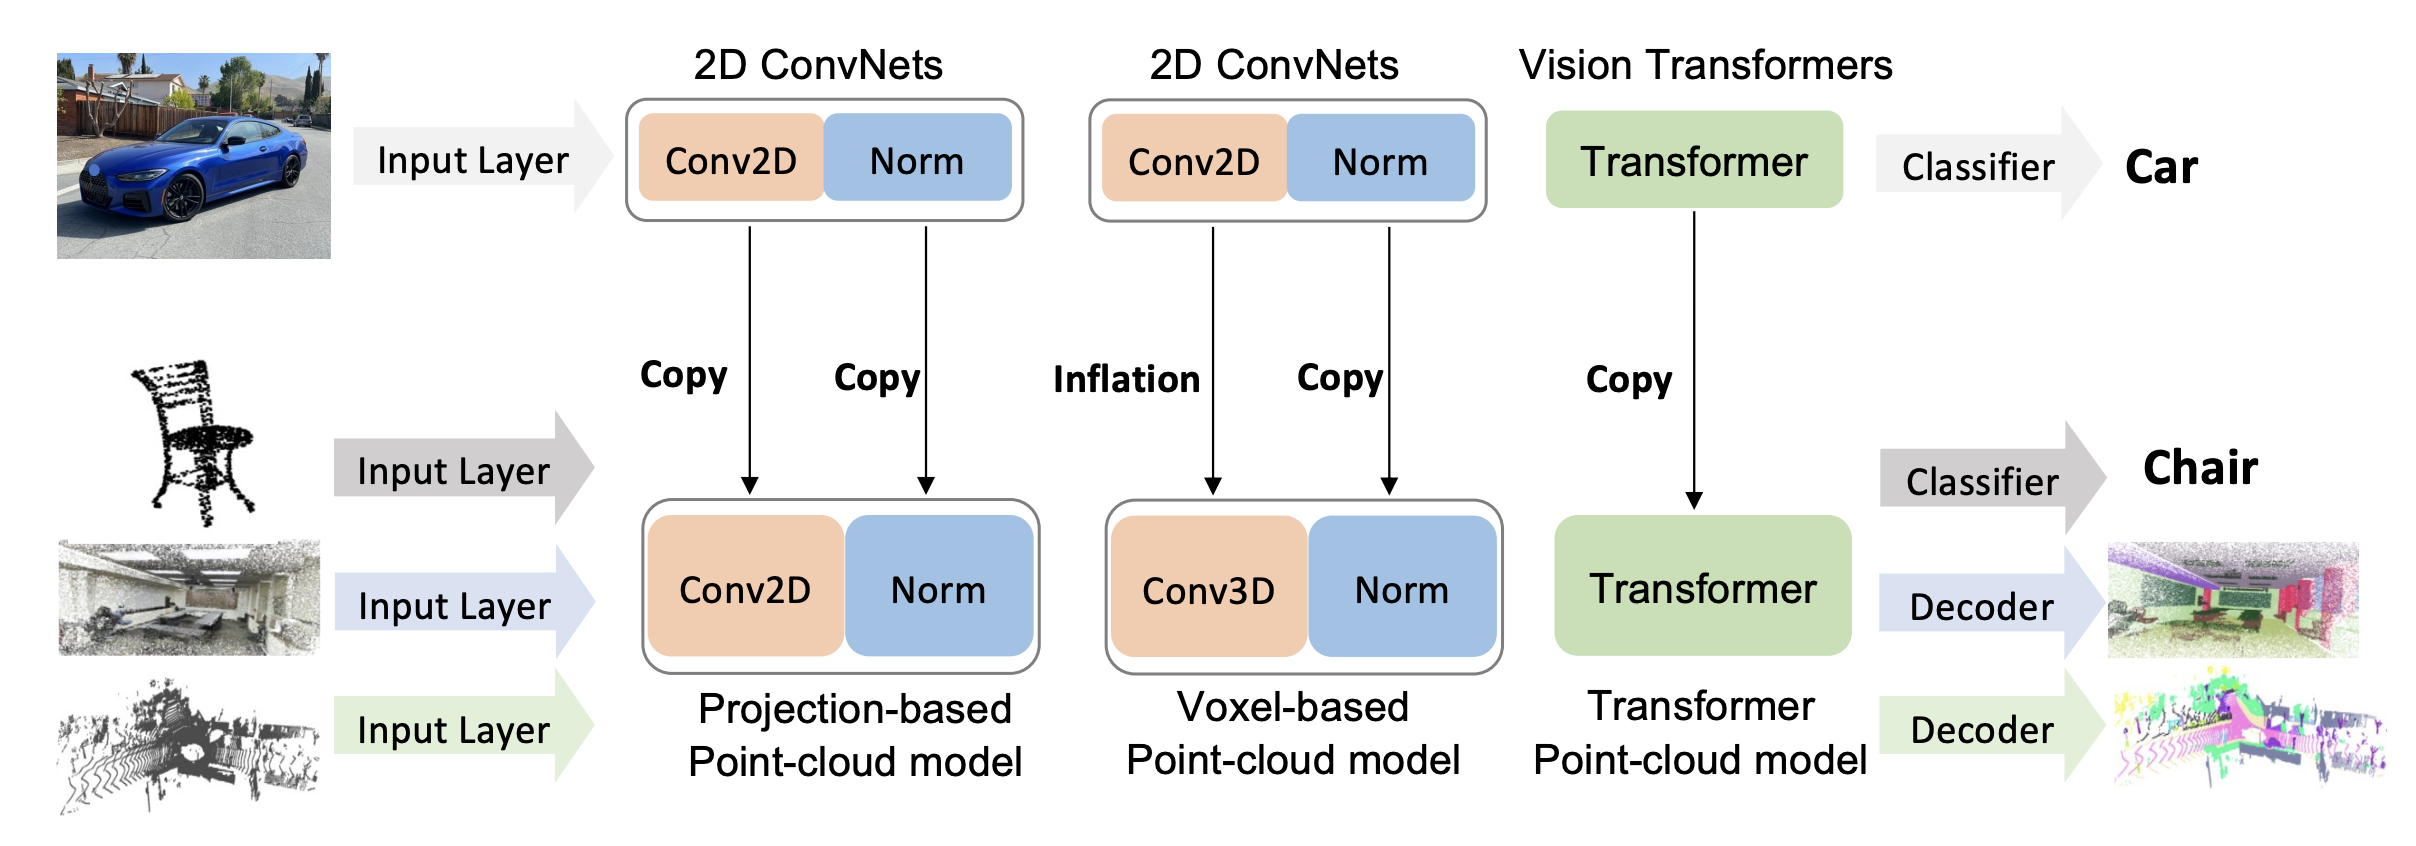 2D ConvNets
2D ConvNets
Vision Transformers
Input Layer
Conv2D
Norm
Conv2D
Norm
Transformer
Classifier
Car
Copy
Copy
Inflation
Copy
Copy
Input Layer
Classifier
Chair
Input Layer
Conv2D
Norm
Conv3D
Norm
Transformer
Decoder
Input Layer
Projection-based
Point-cloud model
Voxel-based
Point-cloud model
Transformer
Point-cloud model
Decoder